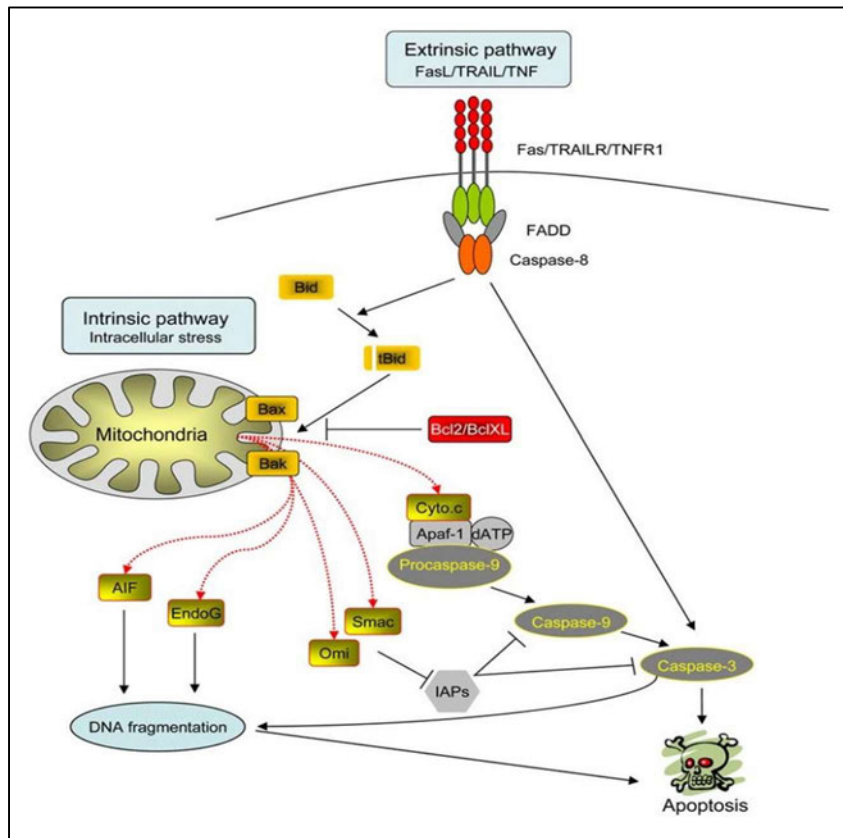 Extrinsic pathway
FasL/TRAIL/TNF
Fas/TRAILR/TNFR1
FADD
Caspase-8
Bid
Intrinsic pathway
Intracellular stress
tBid
Bax
Mitochondria
Bcl2/BclXL
Bak
Cyto.c
Apaf-1
dATP
Procaspase-9
AIF
EndoG
Smac
Caspase-9
Omi
Caspase-3
IAPs
DNA fragmentation
Apoptosis